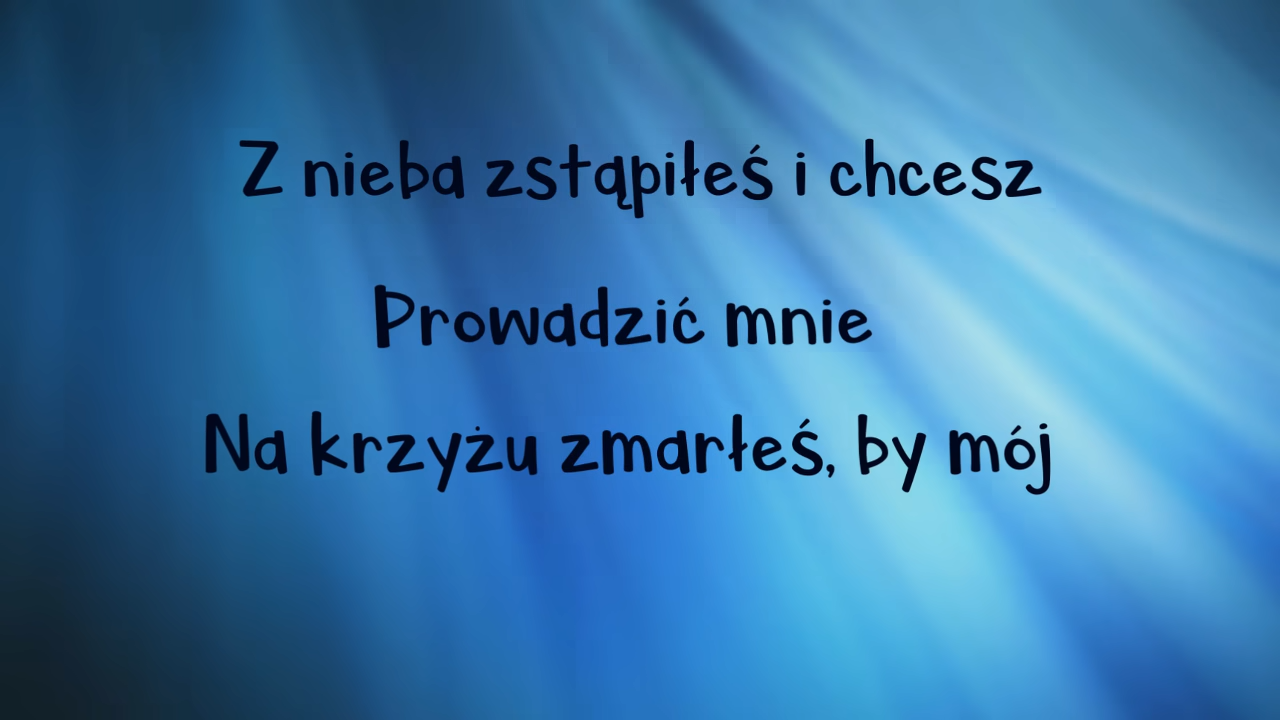 Z nieba zstąpiłeś i chcesz
Prowadzić mnie
Na krzyżu zmarłeś, by mój